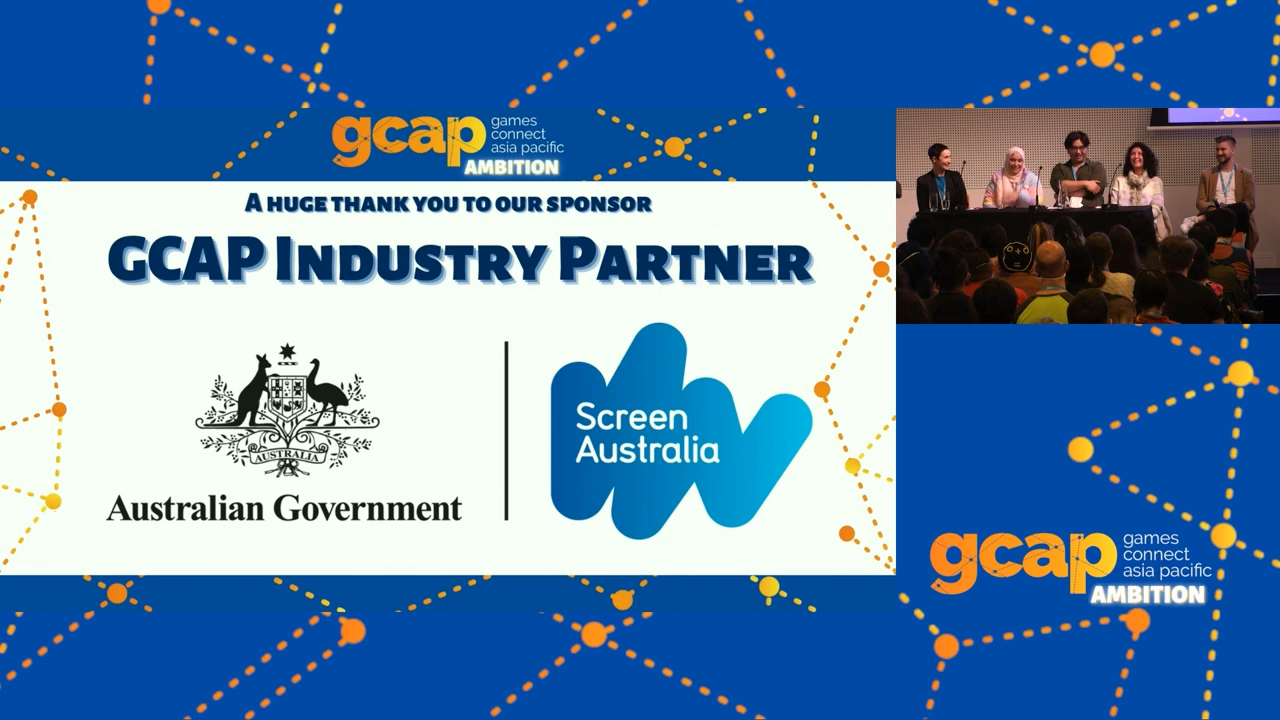 gcap
games
connect
asia pacific
AMBITION
A HUGE THANK YOU TO OUR SPONSOR
GCAP INDUSTRY PARTNER
AUSTRALIA
Australian Government
Screen
Australia
gcap
games
connect
asia pacific
AMBITION